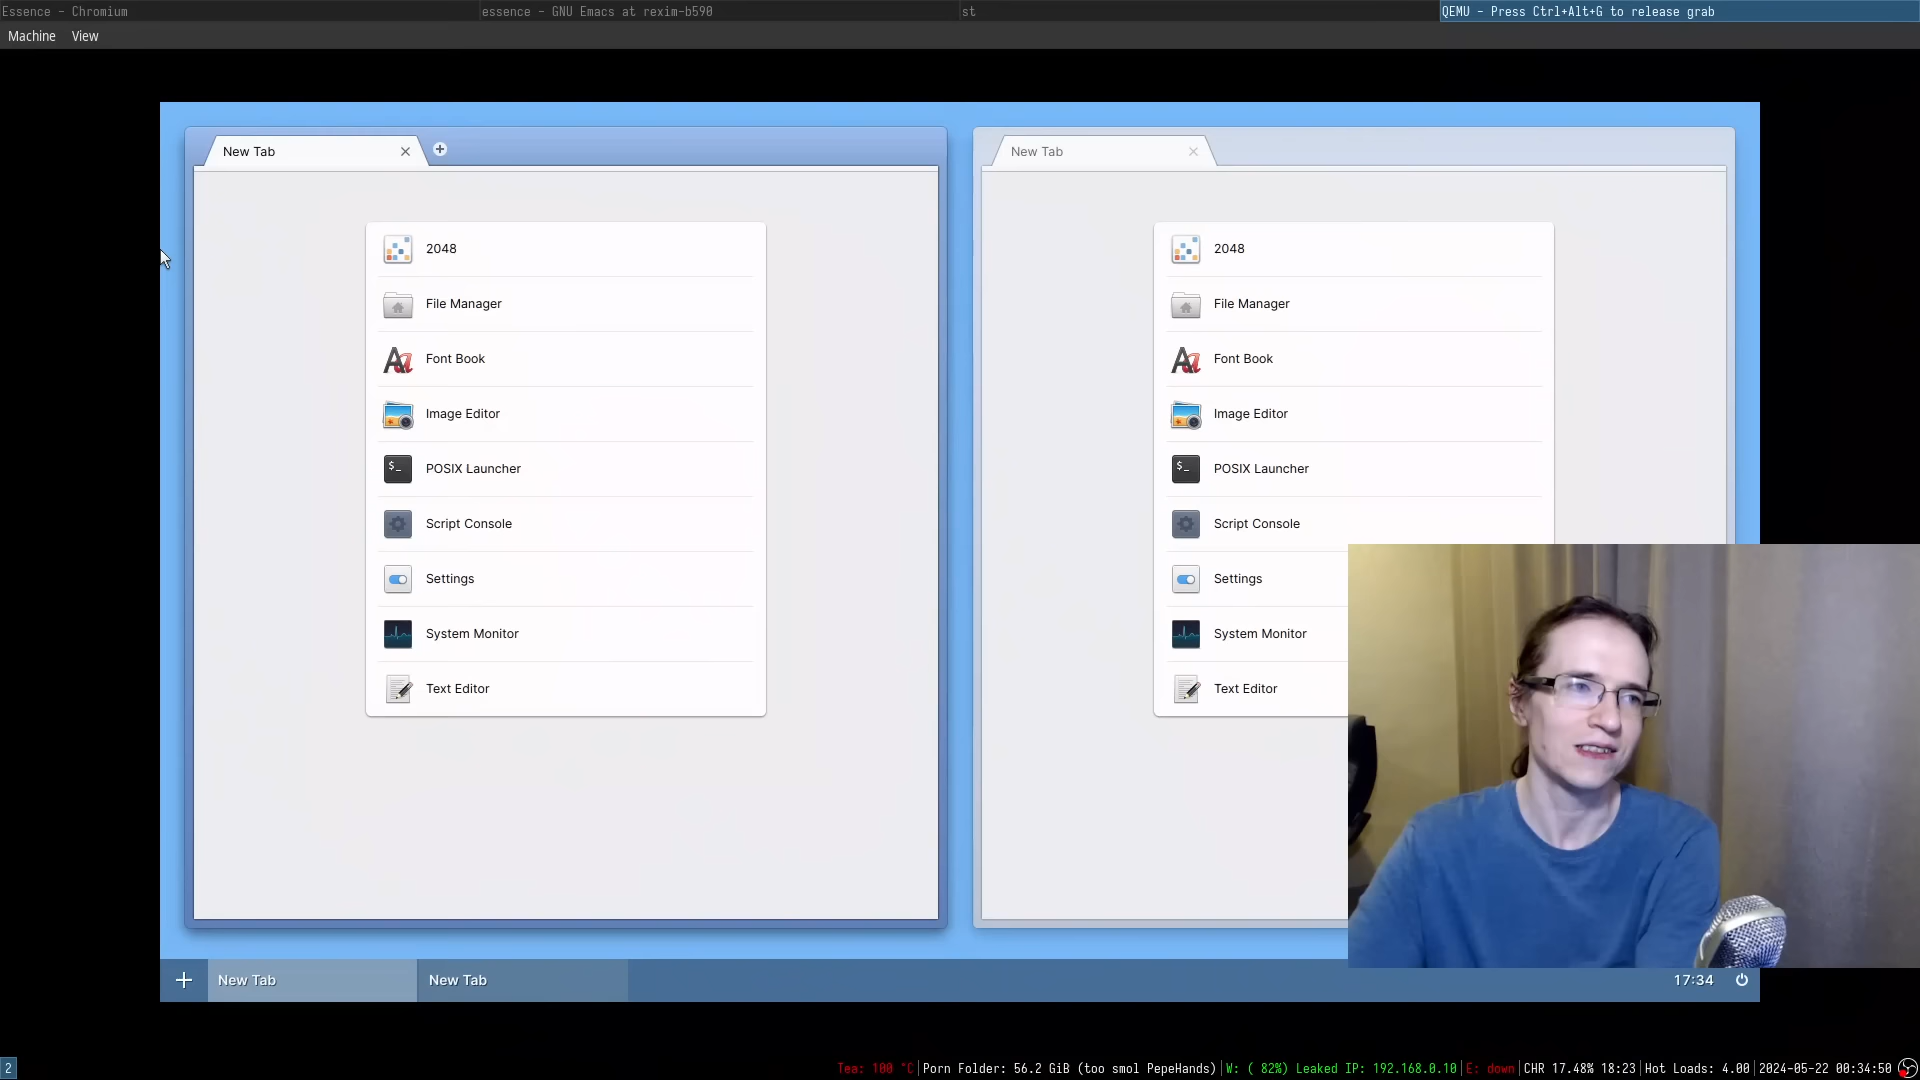 Essence - Chromium
essence - GNU Emacs at rexim-b590
st
QEMU - Press Ctrl+Alt+G to release grab
Machine View
New Tab
2048
File Manager
Font Book
Image Editor
POSIX Launcher
Script Console
Settings
System Monitor
Text Editor
New Tab
2048
File Manager
Font Book
Image Editor
POSIX Launcher
Script Console
Settings
System Monitor
Text Editor
New Tab
New Tab
17:34
2
Tea: 100 °C|Porn Folder: 56.2 GiB (too smol PepeHands)|W: ( 82%) Leaked IP: 192.168.0.10|E: down|CHR 17.48% 18:23|Hot Loads: 4.00|2024-05-22 00:34:50